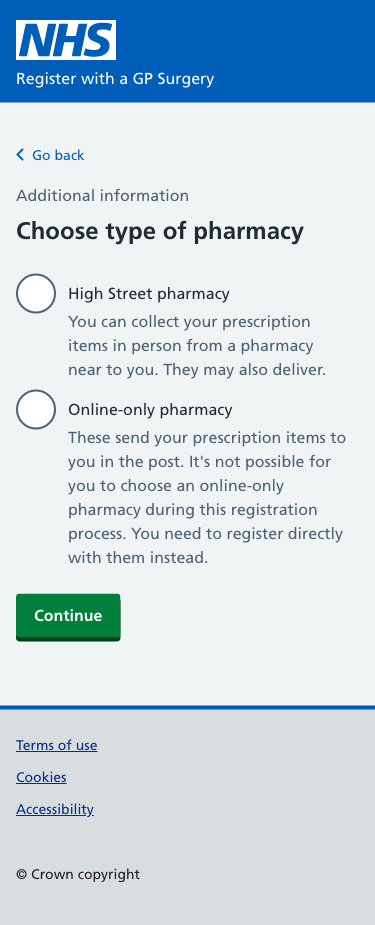 NHS
Register with a GP Surgery
Go back
Additional information
Choose type of pharmacy
High Street pharmacy
You can collect your prescription
items in person from a pharmacy
near to you. They may also deliver.
Online-only pharmacy
These send your prescription items to
you in the post. It's not possible for
you to choose an online-only
pharmacy during this registration
process. You need to register directly
with them instead.
Continue
Terms of use
Cookies
Accessibility
© Crown copyright